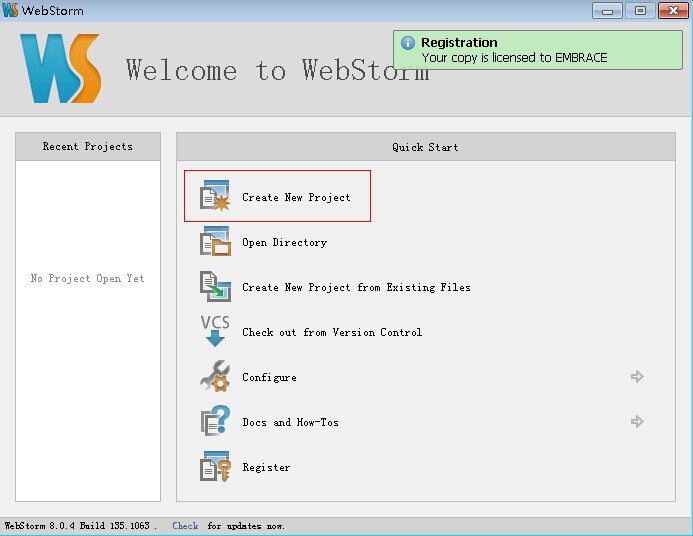 WebStorm
Registration
Your copy is licensed to EMBRACE
WS
Welcome to WebStorm
Recent Projects
No Project Open Yet
Quick Start
Create New Project
Open Directory
Create New Project from Existing Files
VCS
Check out from Version Control
Configure
Docs and How-Tos
Register
WebStorm 8.0.4 Build 135.1063 . Check for updates now.